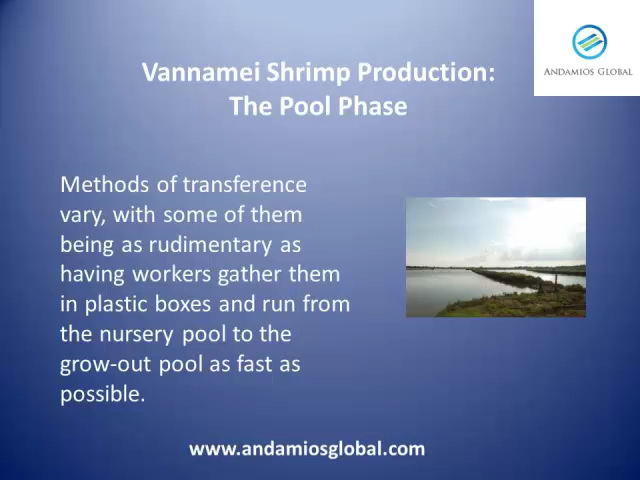 ANDAMIOS GLOBAL
Vannamei Shrimp Production:
The Pool Phase
Methods of transference
vary, with some of them
being as rudimentary as
having workers gather them
in plastic boxes and run from
the nursery pool to the
grow-out pool as fast as
possible.
www.andamiosglobal.com